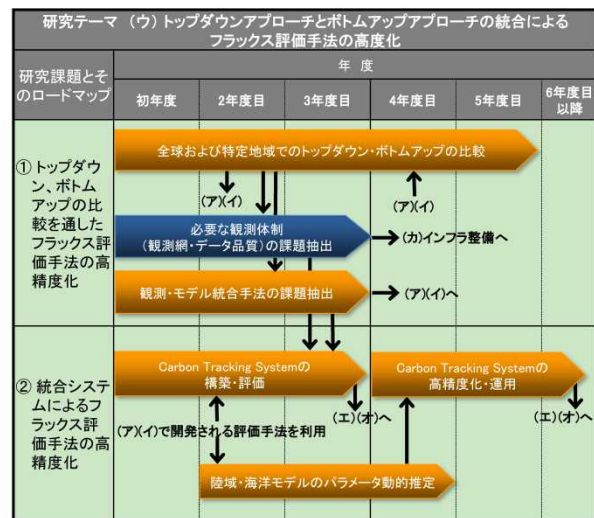 研究テーマ （ウ）トップダウンアプローチとボトムアップアプローチの統合による
フラックス評価手法の高度化
研究課題とそ
のロードマップ
年 度
初年度
2年度目
3年度目
4年度目
5年度目
6年度目
以降
① トップダウ
ン、ボトム
アップの比
較を通した
フラックス評
価手法の高
精度化
全球および特定地域でのトップダウン・ボトムアップの比較
(ア)(イ)
(ア)(イ)
必要な観測体制
（観測網・データ品質）の課題抽出
(カ)インフラ整備へ
観測・モデル統合手法の課題抽出
(ア)(イ)へ
② 統合システ
ムによるフ
ラックス評
価手法の高
精度化
Carbon Tracking Systemの
構築・評価
Carbon Tracking Systemの
高精度化・運用
(エ)(オ)へ
(エ)(オ)へ
(ア)(イ)で開発される評価手法を利用
陸域・海洋モデルのパラメータ動的推定